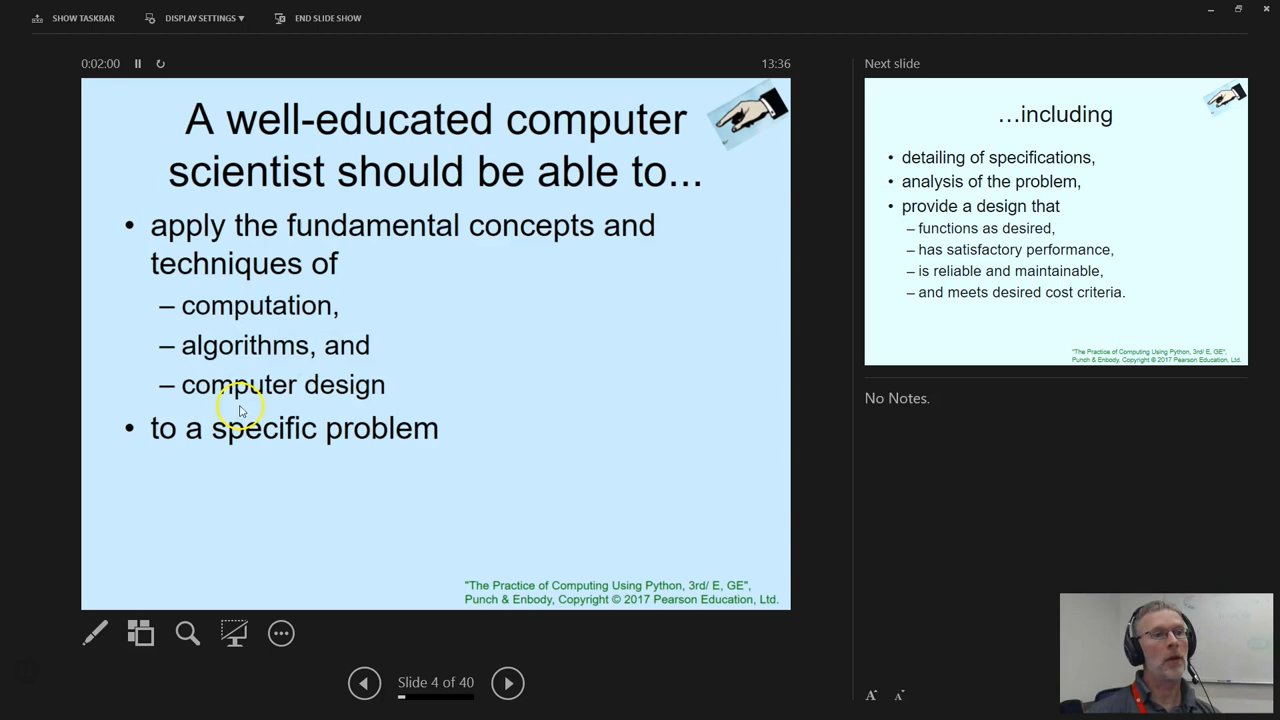 SHOW TASKBAR
DISPLAY SETTINGS ▼
END SLIDE SHOW
0:02:00
13:36
A well-educated computer
scientist should be able to...
• apply the fundamental concepts and
techniques of
– computation,
– algorithms, and
– computer design
• to a specific problem
"The Practice of Computing Using Python, 3rd/ E, GE",
Punch & Enbody, Copyright © 2017 Pearson Education, Ltd.
Slide 4 of 40
Next slide
…including
• detailing of specifications,
• analysis of the problem,
• provide a design that
– functions as desired,
– has satisfactory performance,
– is reliable and maintainable,
– and meets desired cost criteria.
"The Practice of Computing Using Python, 3rd/ E, GE",
Punch & Enbody, Copyright © 2017 Pearson Education, Ltd.
No Notes.
A A